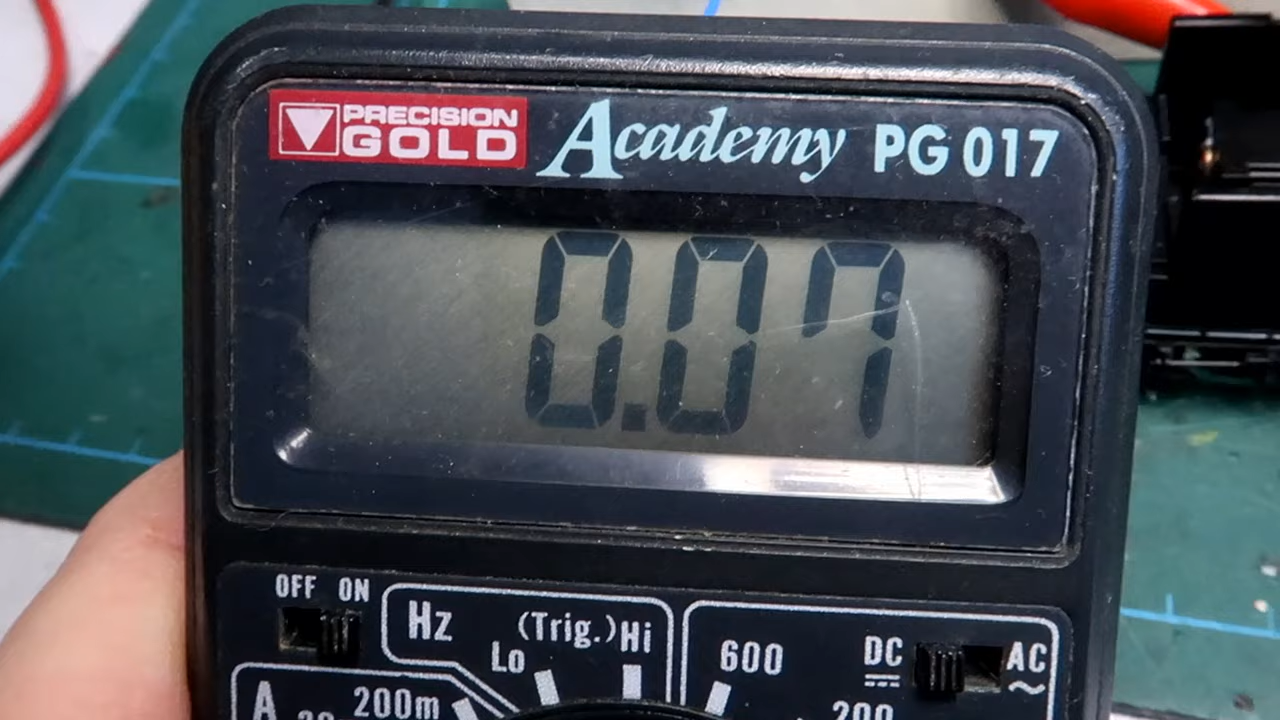 PRECISION
GOLD
Academy PG 017
0.07
OFF ON
Hz
(Trig.)
Lo
Hi
600
DC
AC
A
200m
200